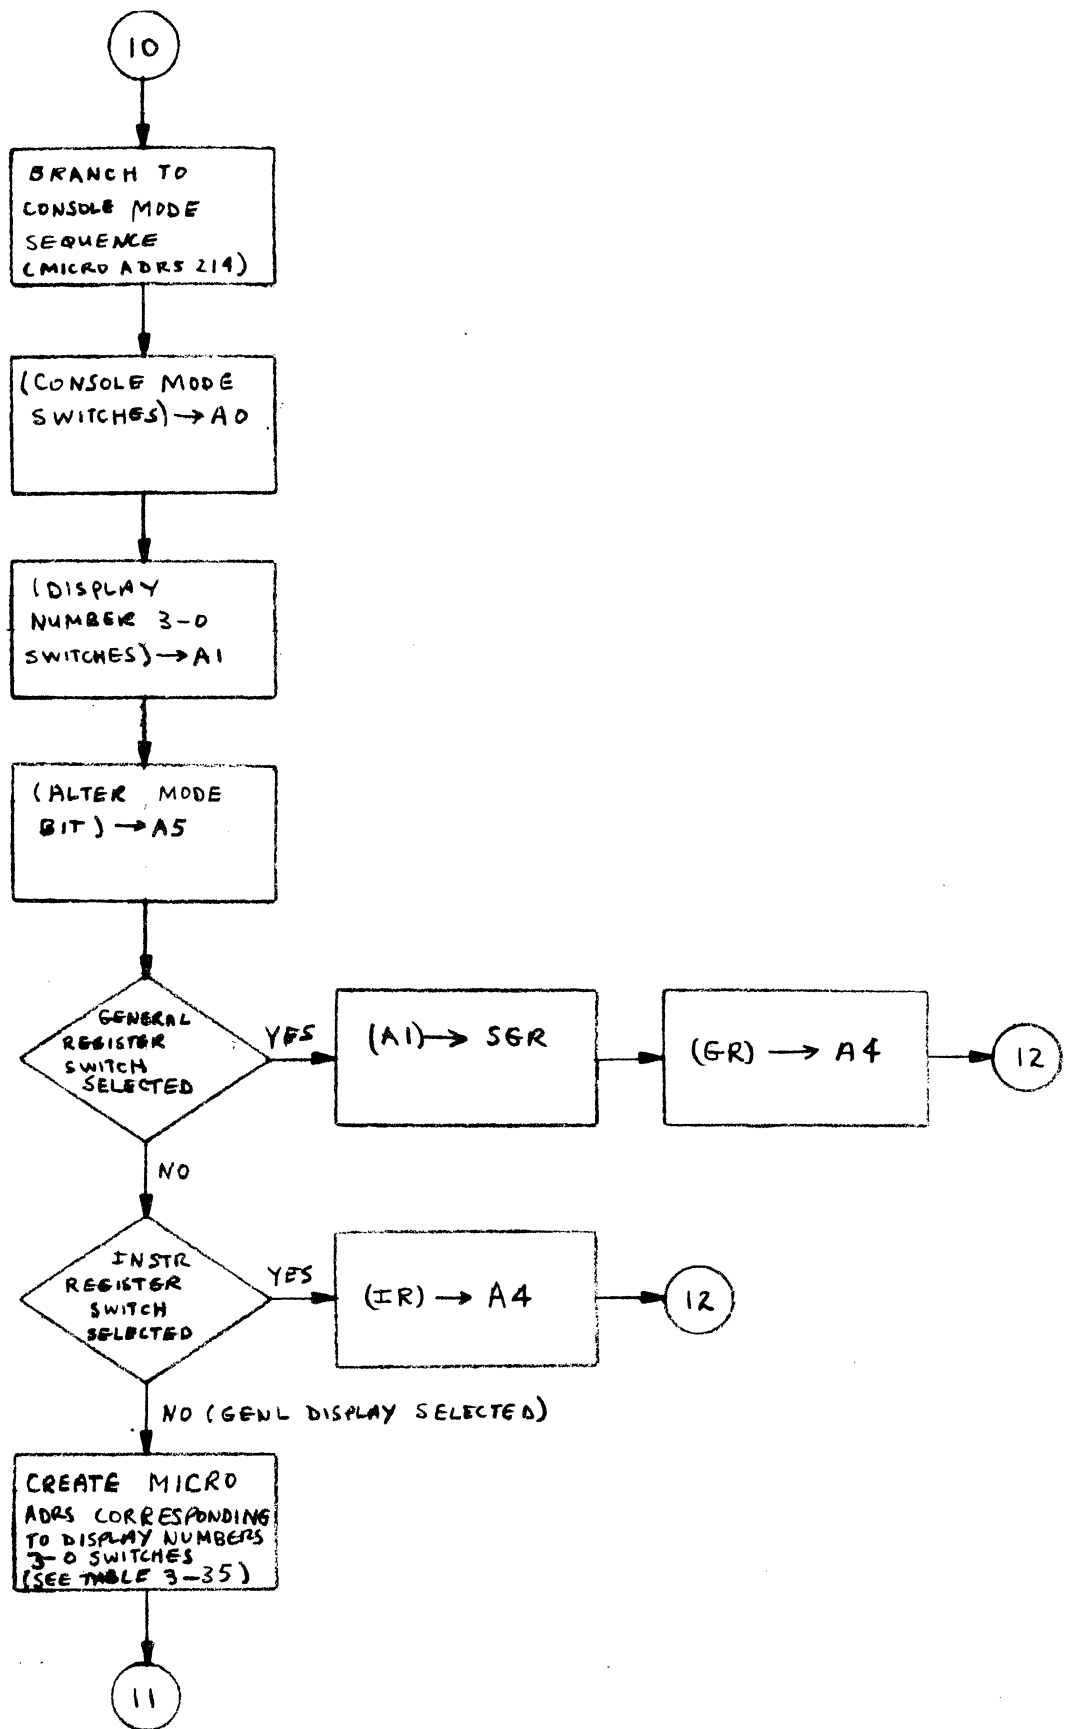 10
BRANCH TO
CONSOLE MODE
SEQUENCE
(MICRO ADRS 214)
(CONSOLE MODE
SWITCHES) → A0
(DISPLAY
NUMBER 3-0
SWITCHES) → A1
(ALTER MODE
BIT) → A5
GENERAL
REGISTER
SWITCH
SELECTED
YES
(A1) → SGR
(GR) → A4
12
NO
INSTR
REGISTER
SWITCH
SELECTED
YES
(IR) → A4
12
NO (GENL DISPLAY SELECTED)
CREATE MICRO
ADRS CORRESPONDING
TO DISPLAY NUMBERS
3-0 SWITCHES
(SEE TABLE 3-35)
11